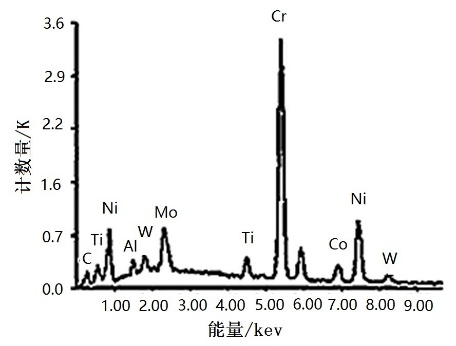 Cr
3.6
2.9
2.2
1.6
0.7
0.0
计数量/K
C
Ti
Ni
Al
W
Mo
Ti
Co
Ni
W
1.00 2.00 3.00 4.00 5.00 6.00 7.00 8.00 9.00
能量/kev